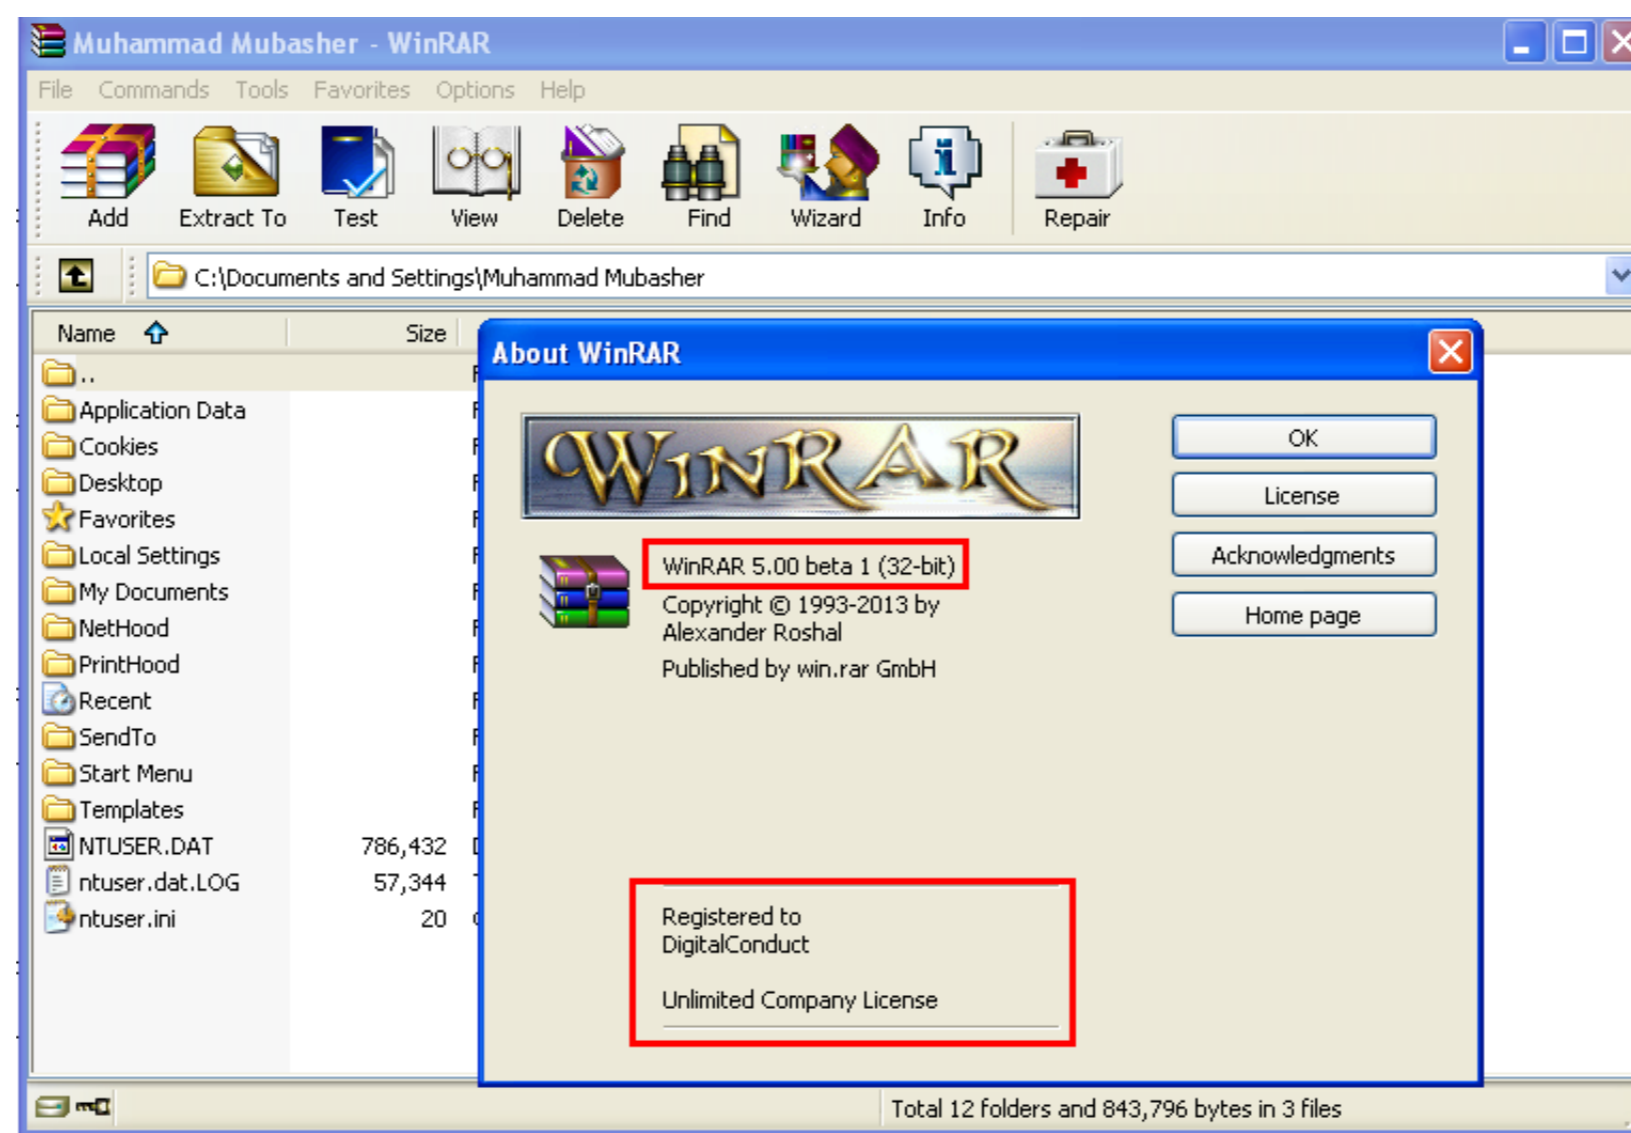 Muhammad Mubasher - WinRAR
File Commands Tools Favorites Options Help
Add Extract To Test View Delete Find Wizard Info Repair
C:\Documents and Settings\Muhammad Mubasher
Name Size
..
Application Data
Cookies
Desktop
Favorites
Local Settings
My Documents
NetHood
PrintHood
Recent
SendTo
Start Menu
Templates
NTUSER.DAT 786,432
ntuser.dat.LOG 57,344
ntuser.ini 20
About WinRAR
WinRAR
WinRAR 5.00 beta 1 (32-bit)
Copyright © 1993-2013 by
Alexander Roshal
Published by win.rar GmbH
Registered to
DigitalConduct
Unlimited Company License
OK
License
Acknowledgments
Home page
Total 12 folders and 843,796 bytes in 3 files